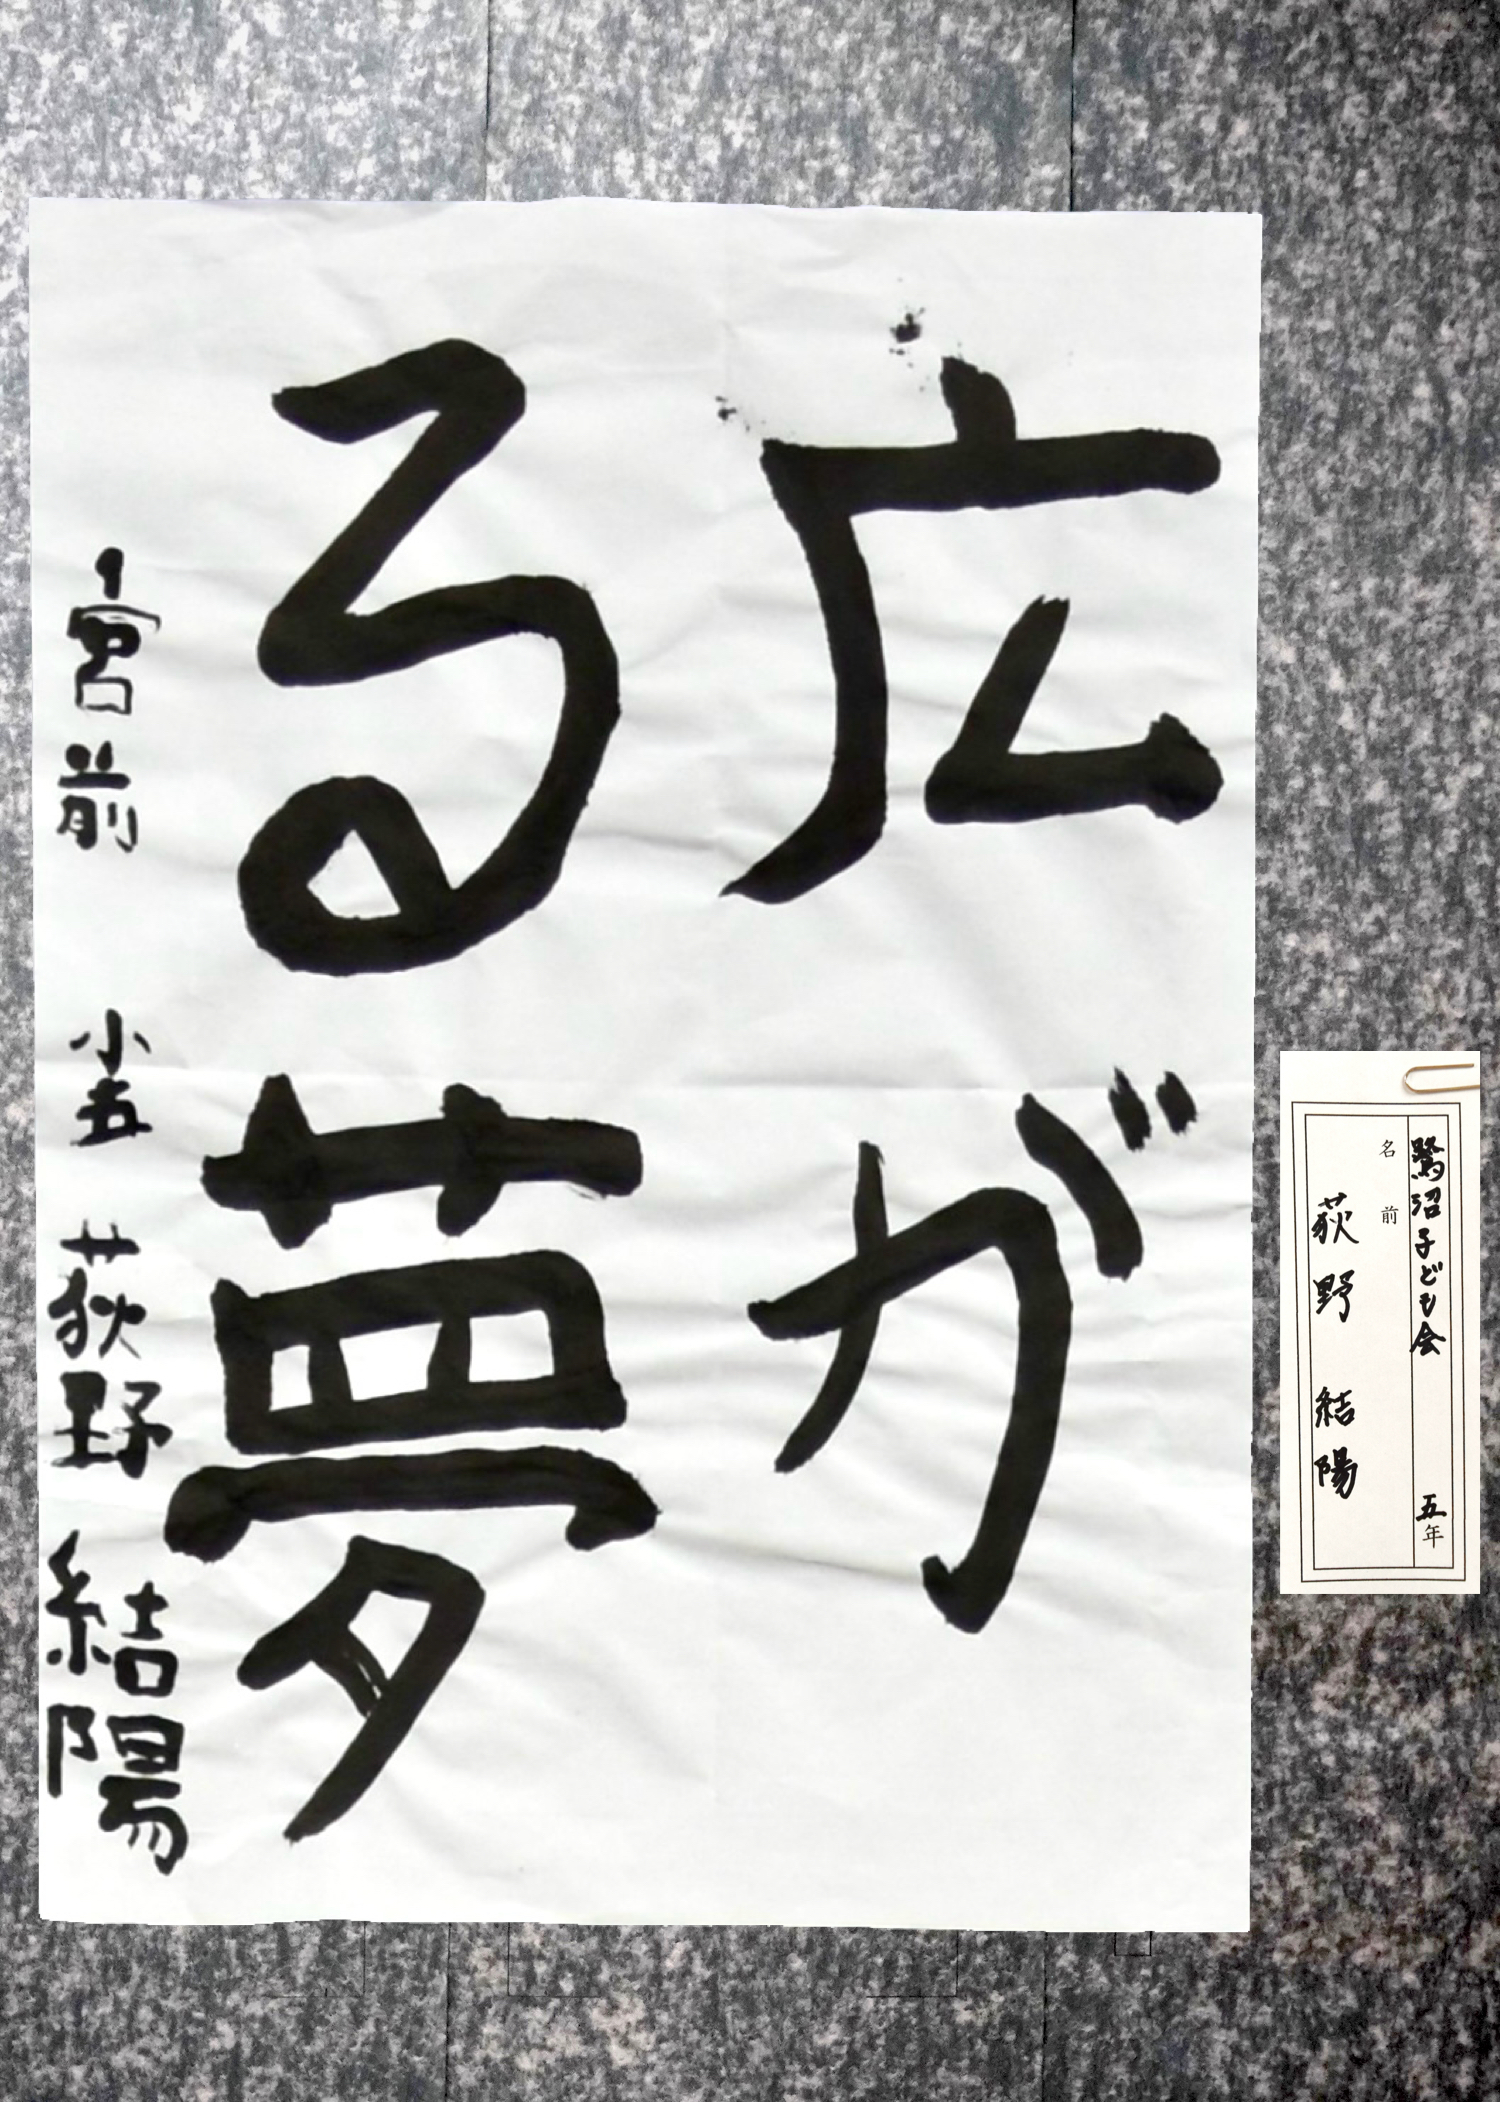 広が
る夢
宮前 小五 荻野 結陽
鷺沼子ども会 五年
名前
荻野 結陽